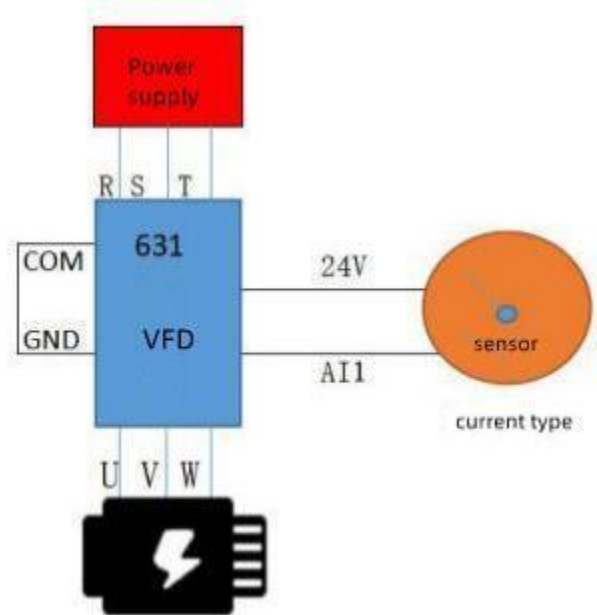 Power
supply
R S T
631
COM
24V
GND
VFD
sensor
AI1
current type
U V W